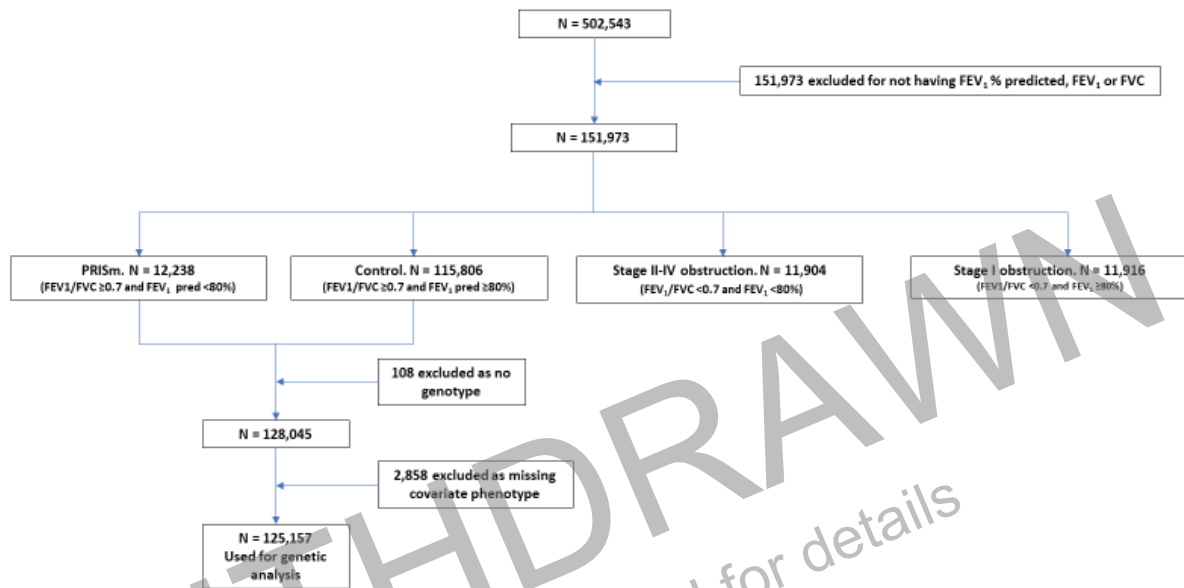 N = 502,543
151,973 excluded for not having FEV₁ % predicted, FEV₁ or FVC
N = 151,973
PRISm. N = 12,238
(FEV1/FVC ≥0.7 and FEV₁ pred <80%)
Control. N = 115,806
(FEV1/FVC ≥0.7 and FEV₁ pred ≥80%)
Stage II-IV obstruction. N = 11,904
(FEV₁/FVC <0.7 and FEV₁ <80%)
Stage I obstruction. N = 11,916
(FEV1/FVC <0.7 and FEV₁ ≥80%)
108 excluded as no
genotype
N = 128,045
2,858 excluded as missing
covariate phenotype
N = 125,157
Used for genetic
analysis
THDRAWN
for details